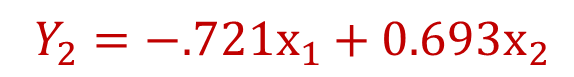 Y₂ = −.721x₁ + 0.693x₂